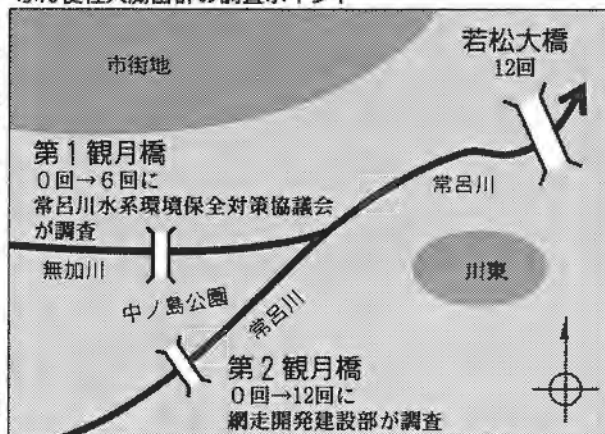 市街地
若松大橋
12回
第1観月橋
0回→6回に
常呂川水系環境保全対策協議会
が調査
常呂川
無加川
川東
中ノ島公園
常呂川
第2観月橋
0回→12回に
網走開発建設部が調査